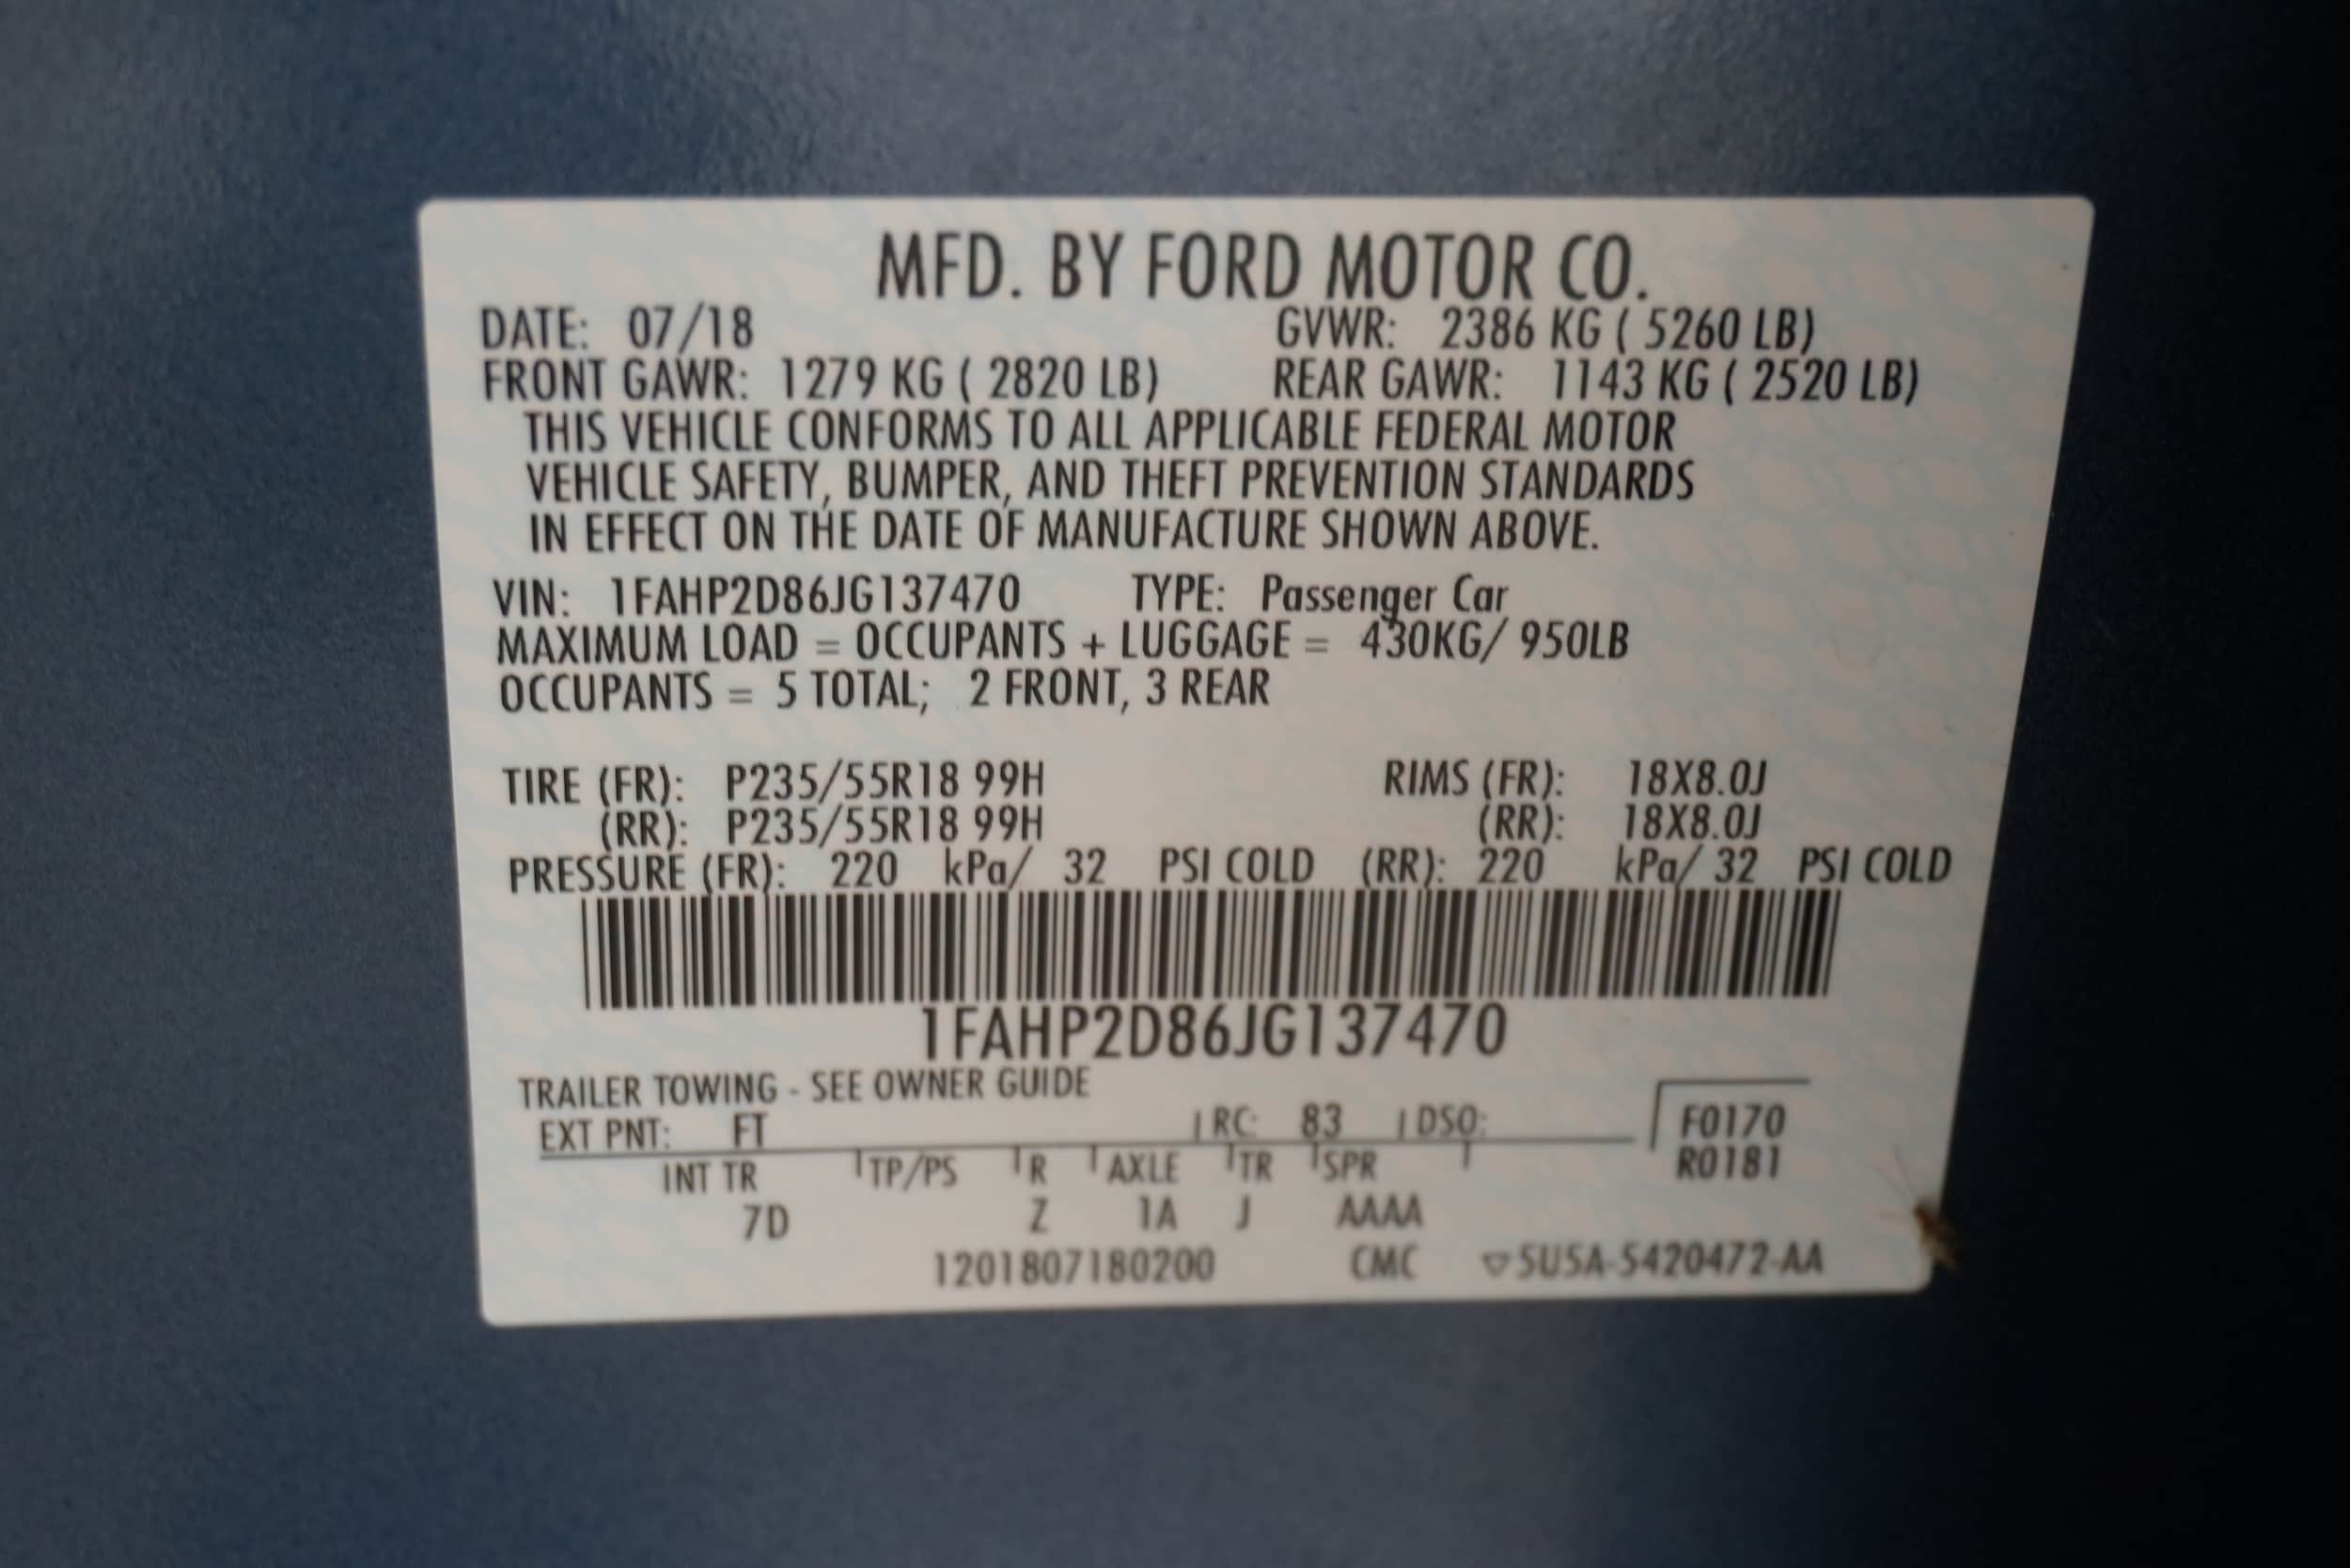 MFD. BY FORD MOTOR CO.
DATE: 07/18 GVWR: 2386 KG ( 5260 LB)
FRONT GAWR: 1279 KG ( 2820 LB) REAR GAWR: 1143 KG ( 2520 LB)
THIS VEHICLE CONFORMS TO ALL APPLICABLE FEDERAL MOTOR
VEHICLE SAFETY, BUMPER, AND THEFT PREVENTION STANDARDS
IN EFFECT ON THE DATE OF MANUFACTURE SHOWN ABOVE.
VIN: 1FAHP2D86JG137470 TYPE: Passenger Car
MAXIMUM LOAD = OCCUPANTS + LUGGAGE = 430KG/ 950LB
OCCUPANTS = 5 TOTAL; 2 FRONT, 3 REAR
TIRE (FR): P235/55R18 99H RIMS (FR): 18X8.0J
(RR): P235/55R18 99H (RR): 18X8.0J
PRESSURE (FR): 220 kPa/ 32 PSI COLD (RR): 220 kPa/ 32 PSI COLD
1FAHP2D86JG137470
TRAILER TOWING - SEE OWNER GUIDE
EXT PNT: FT RC: 83 DSO: F0170
INT TR TP/PS R AXLE TR SPR R0181
7D Z 1A J AAAA
1201807180200 CMC ▽5U5A-5420472-AA